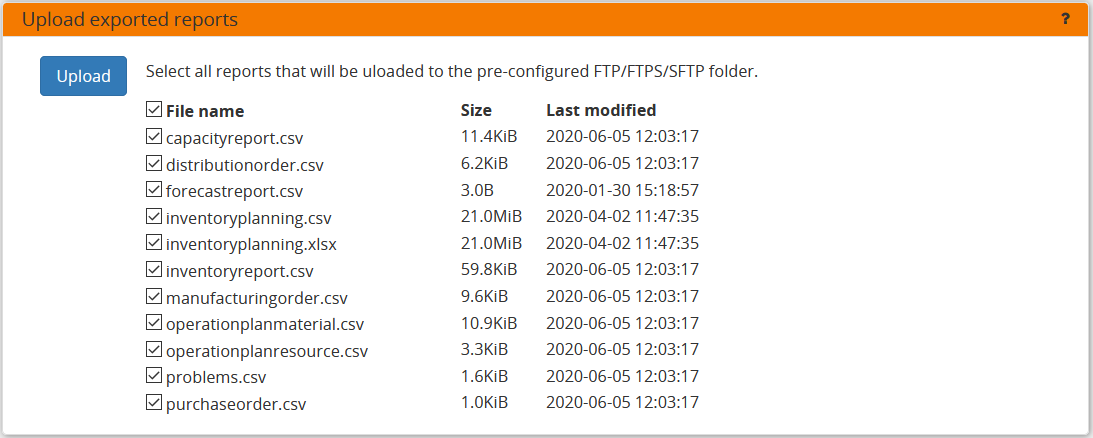 Upload exported reports ?
Upload Select all reports that will be uloaded to the pre-configured FTP/FTPS/SFTP folder.
File name Size Last modified
capacityreport.csv 11.4KiB 2020-06-05 12:03:17
distributionorder.csv 6.2KiB 2020-06-05 12:03:17
forecastreport.csv 3.0B 2020-01-30 15:18:57
inventoryplanning.csv 21.0MiB 2020-04-02 11:47:35
inventoryplanning.xlsx 21.0MiB 2020-04-02 11:47:35
inventoryreport.csv 59.8KiB 2020-06-05 12:03:17
manufacturingorder.csv 9.6KiB 2020-06-05 12:03:17
operationplanmaterial.csv 10.9KiB 2020-06-05 12:03:17
operationplanresource.csv 3.3KiB 2020-06-05 12:03:17
problems.csv 1.6KiB 2020-06-05 12:03:17
purchaseorder.csv 1.0KiB 2020-06-05 12:03:17